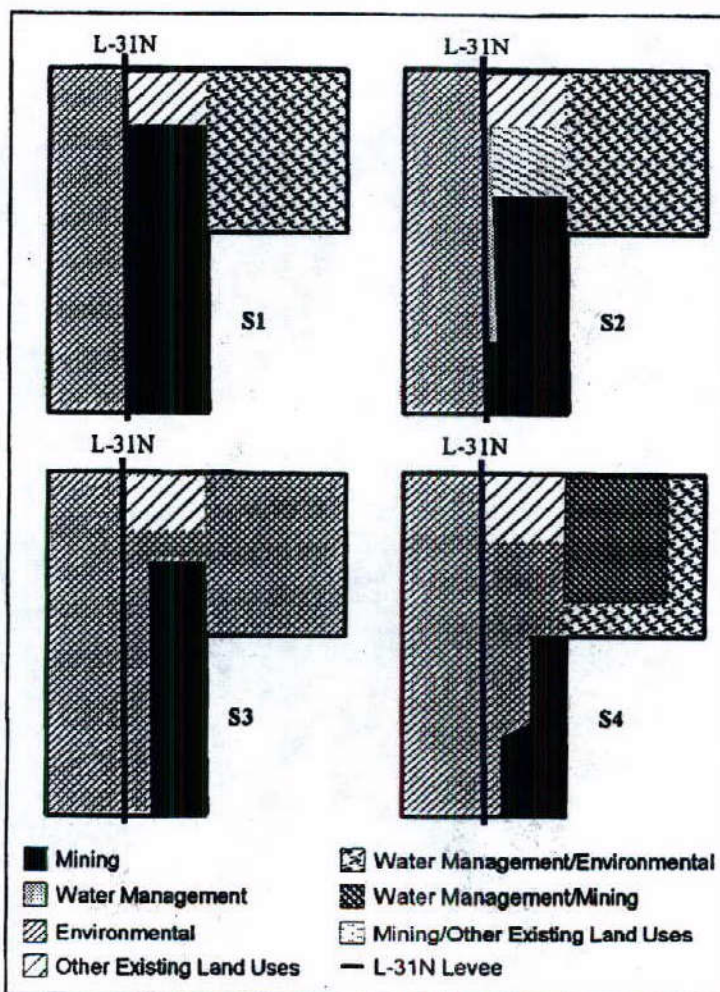 L-31N L-31N
S1 S2
L-31N L-31N
S3 S4
Mining Water Management/Environmental
Water Management Water Management/Mining
Environmental Mining/Other Existing Land Uses
Other Existing Land Uses L-31N Levee